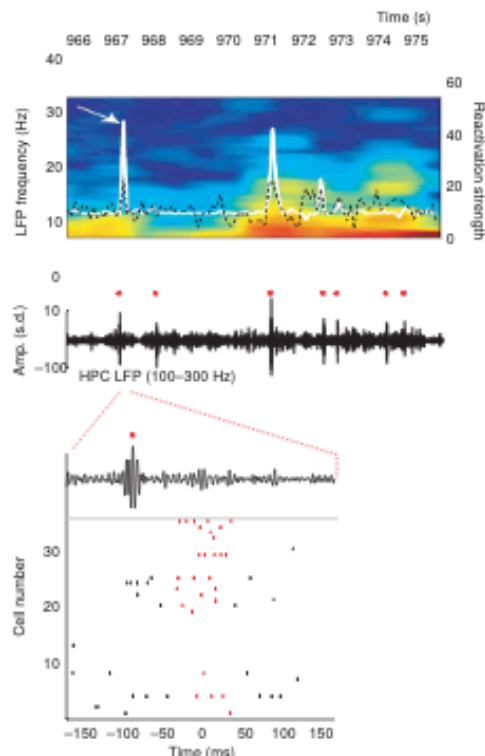 Time (s)
966 967 968 969 970 971 972 973 974 975
40
30
20
10
0
LFP frequency (Hz)
60
40
20
0
Reactivation strength
10
−100
Amp. (s.d.)
HPC LFP (100–300 Hz)
30
20
10
Cell number
−150 −100 −50 0 50 100 150
Time (ms)